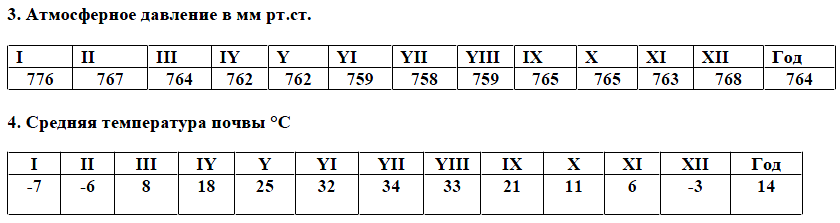 3. Атмосферное давление в мм рт.ст.
I II III IY Y YI YII YIII IX X XI XII Год
776 767 764 762 762 759 758 759 765 765 763 768 764
4. Средняя температура почвы °С
I II III IY Y YI YII YIII IX X XI XII Год
-7 -6 8 18 25 32 34 33 21 11 6 -3 14